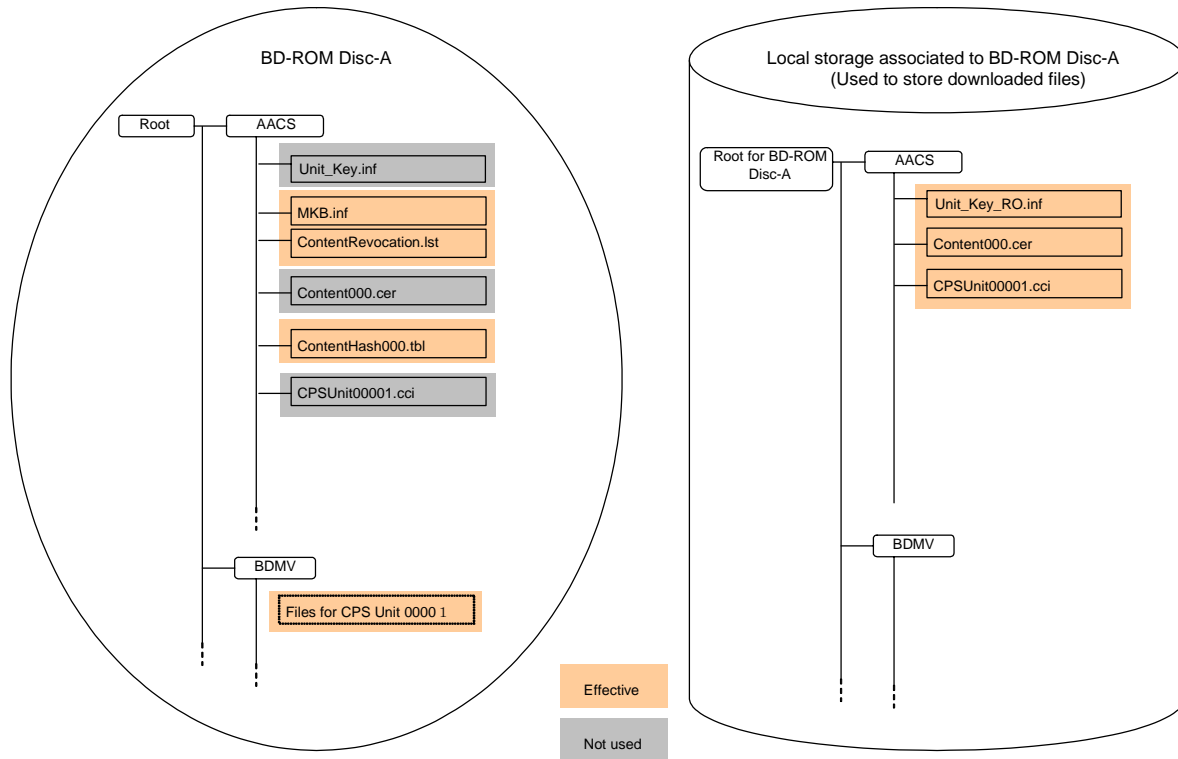 BD-ROM Disc-A
Root
AACS
Unit_Key.inf
MKB.inf
ContentRevocation.lst
Content000.cer
ContentHash000.tbl
CPSUnit00001.cci
BDMV
Files for CPS Unit 0000 1
Local storage associated to BD-ROM Disc-A
(Used to store downloaded files)
Root for BD-ROM
Disc-A
AACS
Unit_Key_RO.inf
Content000.cer
CPSUnit00001.cci
BDMV
Effective
Not used